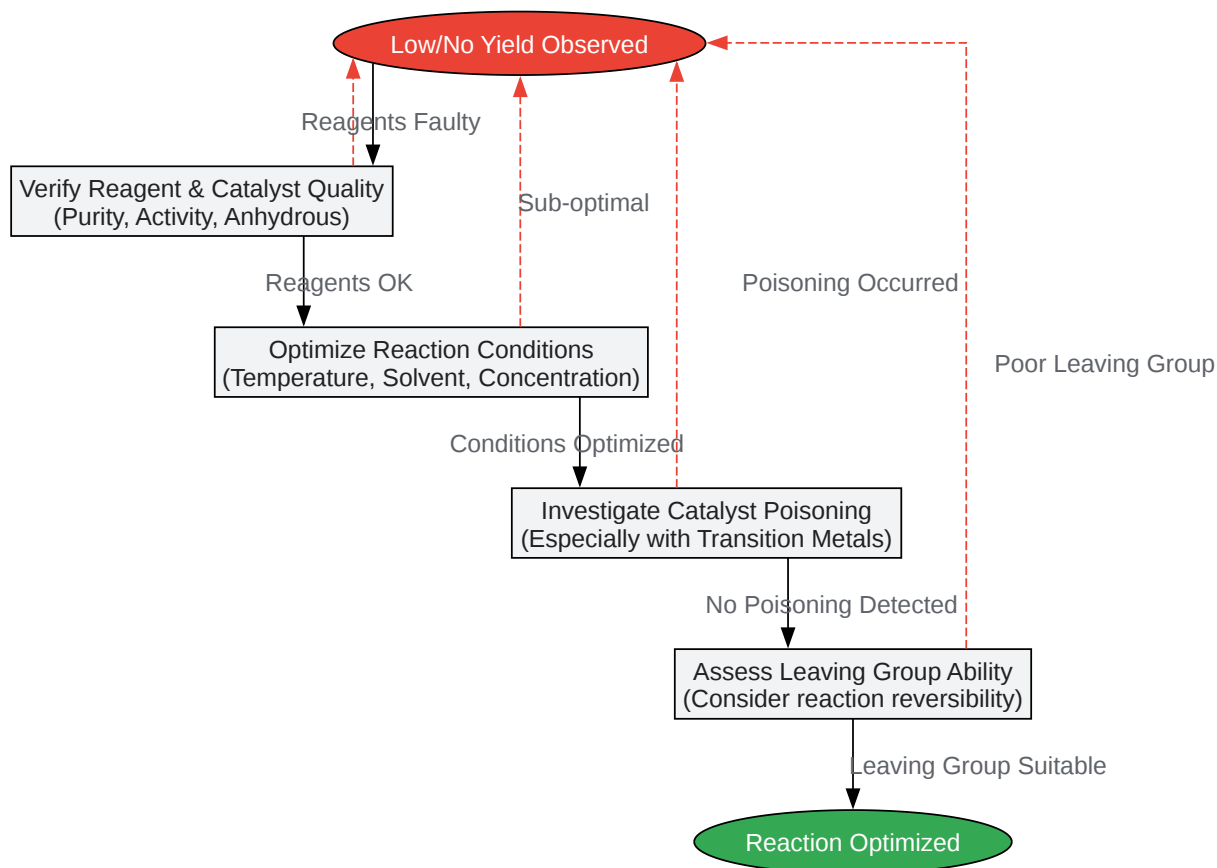 Low/No Yield Observed
Reagents Faulty
Verify Reagent & Catalyst Quality
(Purity, Activity, Anhydrous)
Sub-optimal
Reagents OK
Poisoning Occurred
Optimize Reaction Conditions
(Temperature, Solvent, Concentration)
Poor Leaving Group
Conditions Optimized
Investigate Catalyst Poisoning
(Especially with Transition Metals)
No Poisoning Detected
Assess Leaving Group Ability
(Consider reaction reversibility)
Leaving Group Suitable
Reaction Optimized